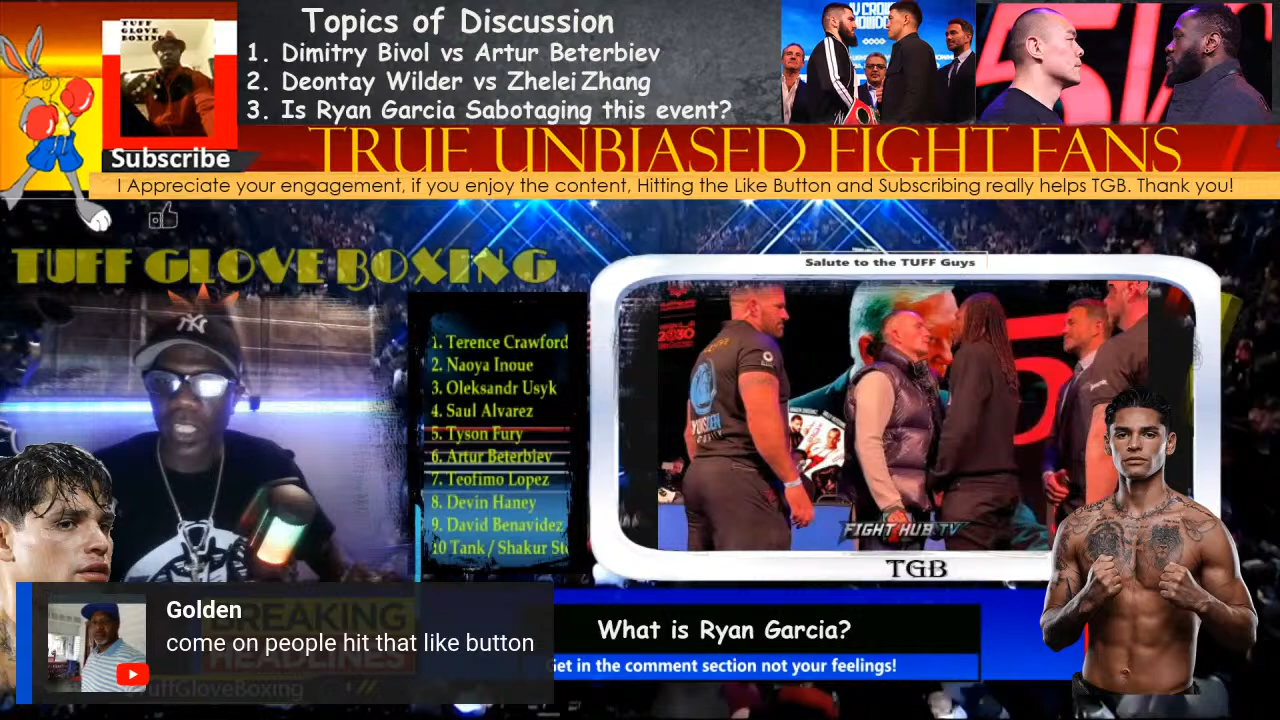 TUFF
GLOVE
BOXING
Topics of Discussion
1. Dimitry Bivol vs Artur Beterbiev
2. Deontay Wilder vs Zhelei Zhang
3. Is Ryan Garcia Sabotaging this event?
Subscribe
TRUE UNBIASED FIGHT FANS
I Appreciate your engagement, if you enjoy the content, Hitting the Like Button and Subscribing really helps TGB. Thank you!
TUFF GLOVE BOXING
Salute to the TUFF Guys
1. Terence Crawford
2. Naoya Inoue
3. Oleksandr Usyk
4. Saul Alvarez
5. Tyson Fury
6. Artur Beterbiev
7. Teofimo Lopez
8. Devin Haney
9. David Benavidez
10 Tank / Shakur
2030
FIGHT HUB TV
TGB
Golden
come on people hit that like button
BREAKING
HEADLINES
TuffGloveBoxing
What is Ryan Garcia?
Get in the comment section not your feelings!